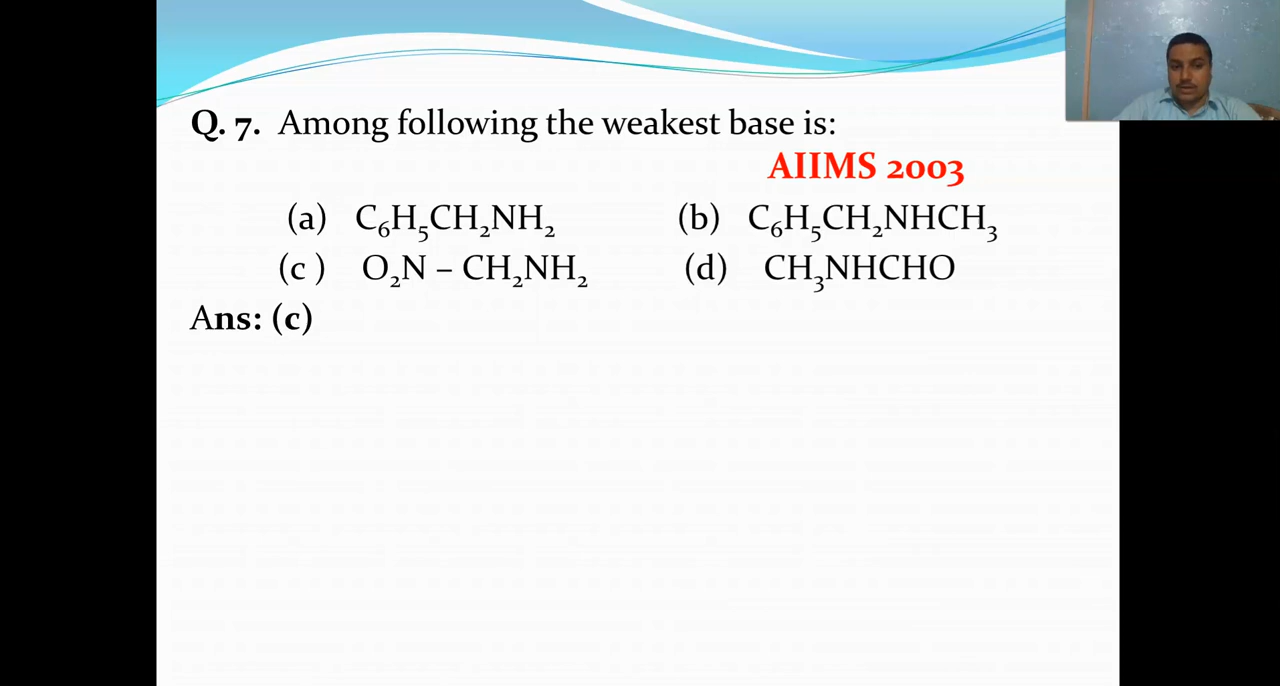 Q. 7. Among following the weakest base is:
AIIMS 2003
(a) C₆H₅CH₂NH₂ (b) C₆H₅CH₂NHCH₃
(c ) O₂N – CH₂NH₂ (d) CH₃NHCHO
Ans: (c)